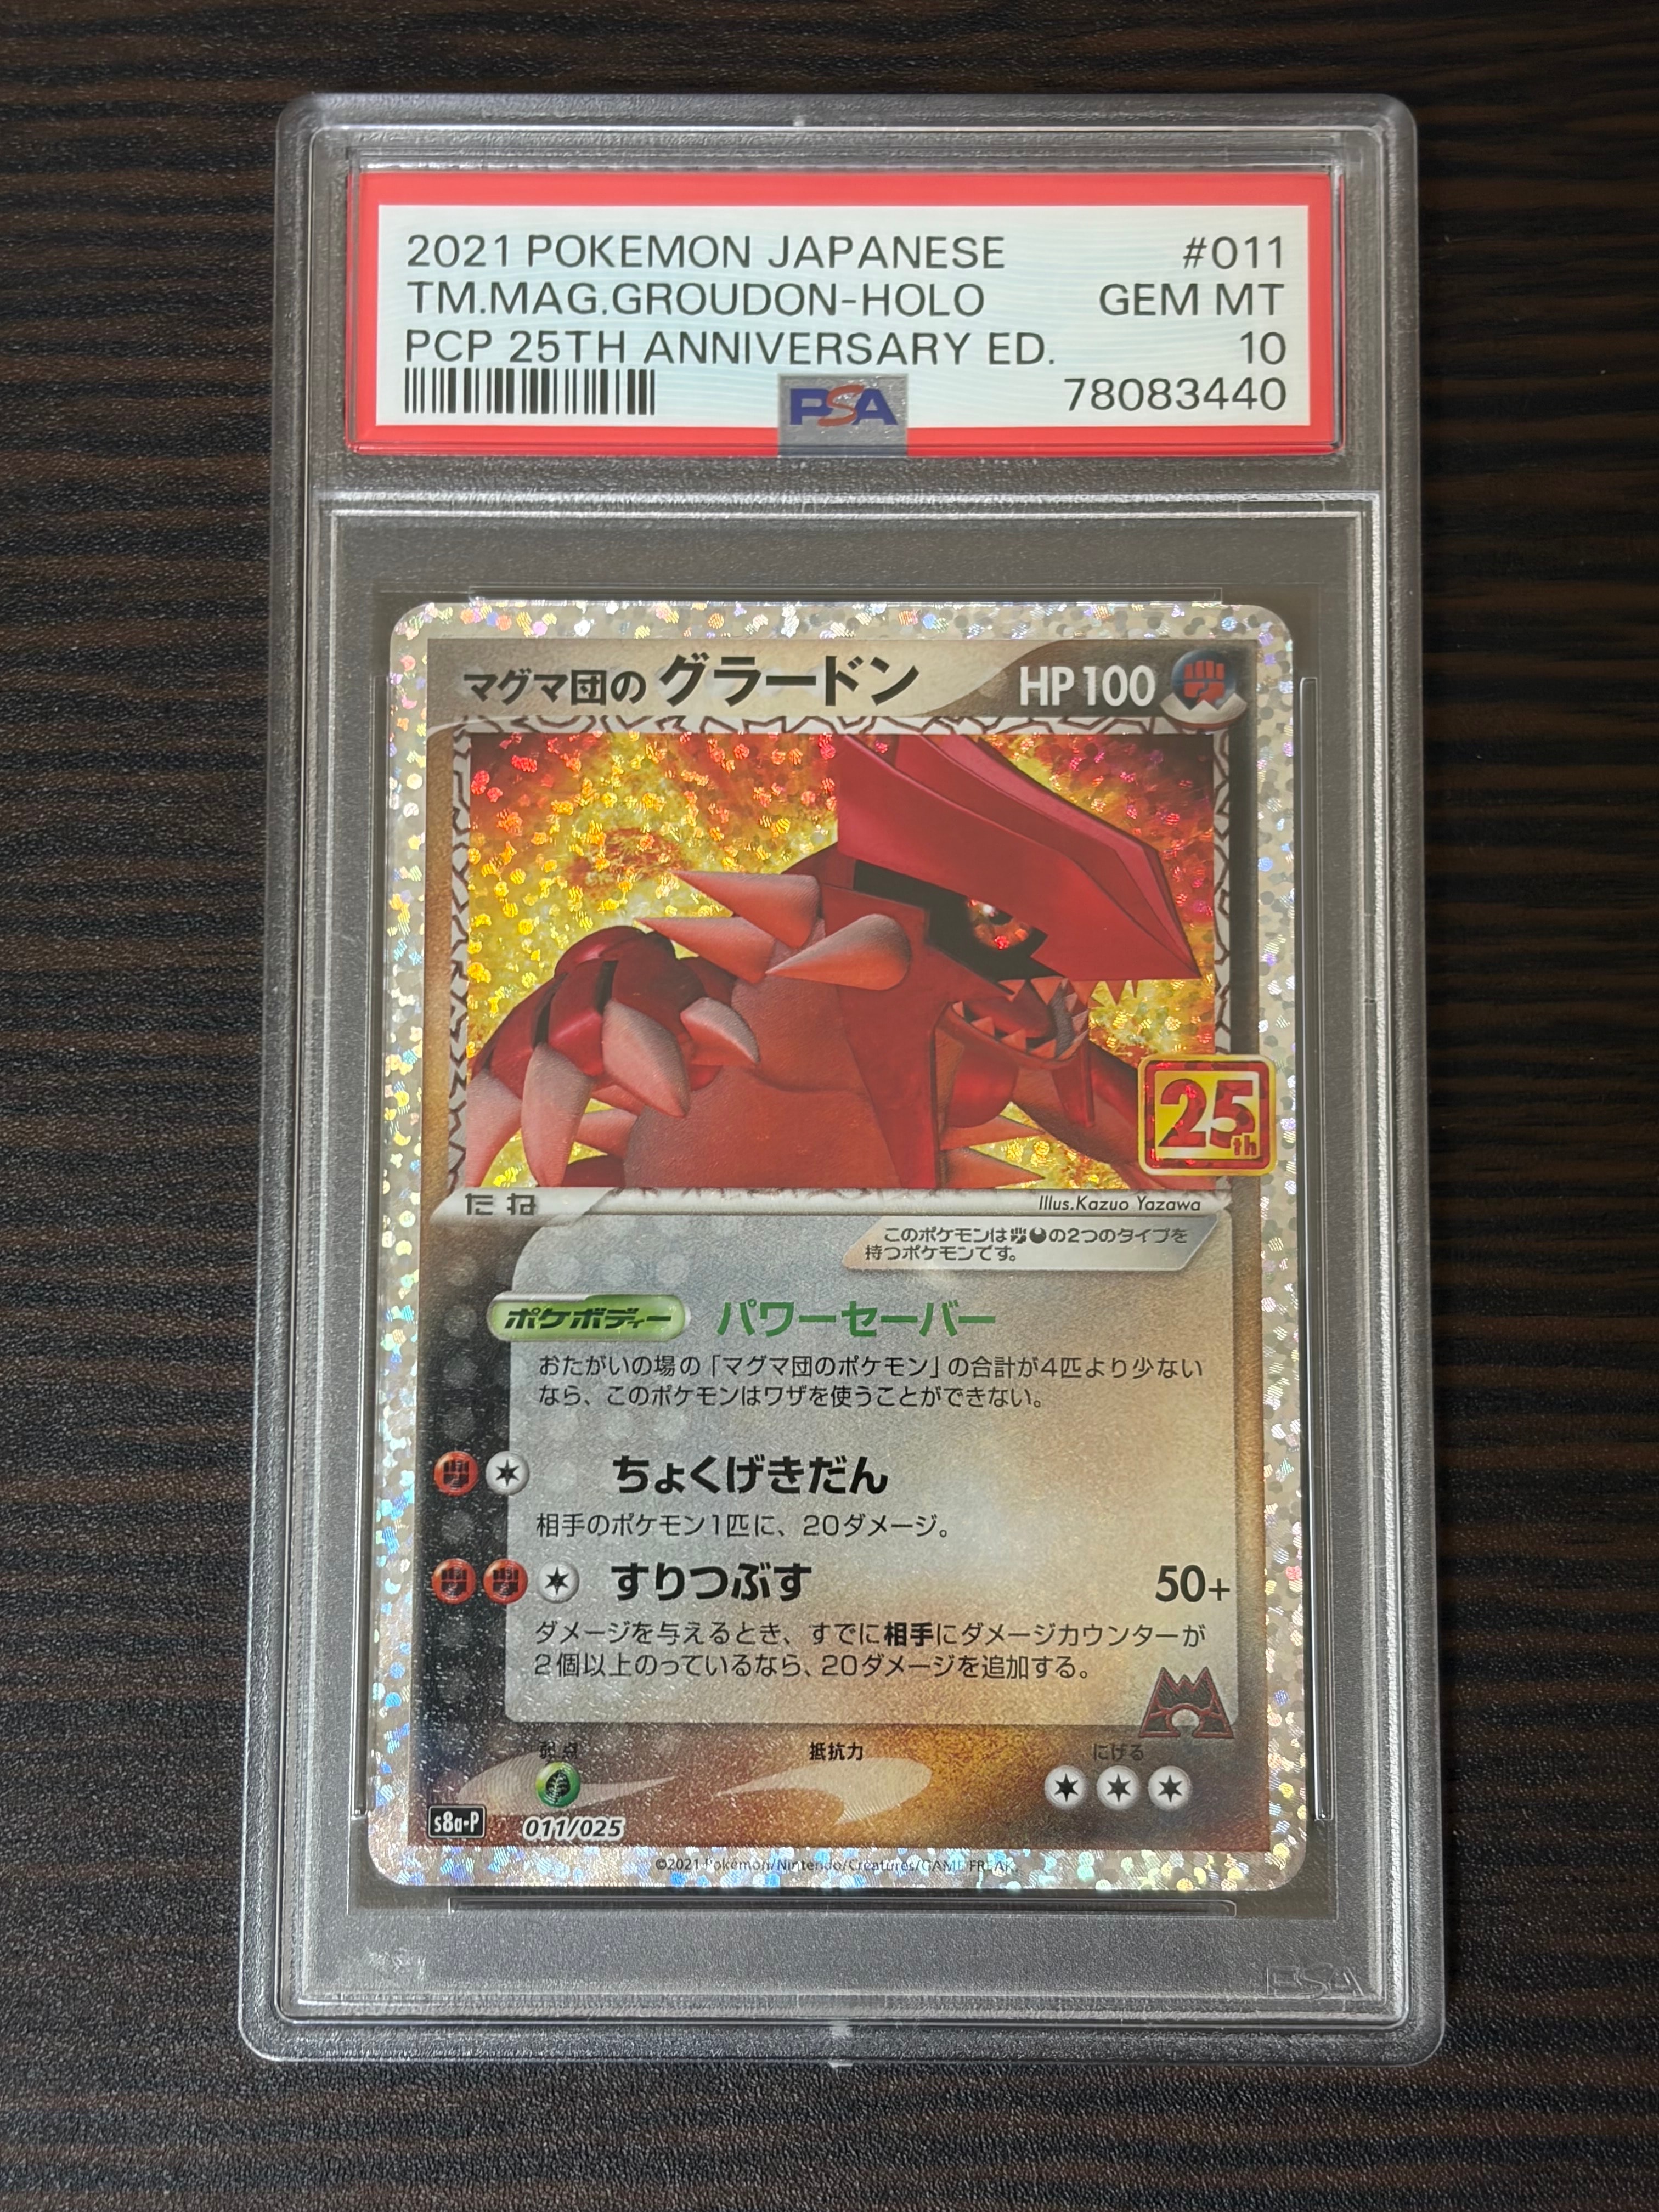 2021 POKEMON JAPANESE #011
TM.MAG.GROUDON-HOLO GEM MT
PCP 25TH ANNIVERSARY ED. 10
PSA 78083440
マグマ団の グラードン HP100
25th
たね Illus.Kazuo Yazawa
このポケモンは の2つのタイプを
持つポケモンです。
ポケボディー パワーセーバー
おたがいの場の「マグマ団のポケモン」の合計が4匹より少ない
なら、このポケモンはワザを使うことができない。
ちょくげきだん
相手のポケモン1匹に、20ダメージ。
すりつぶす 50+
ダメージを与えるとき、すでに相手にダメージカウンターが
2個以上のっているなら、20ダメージを追加する。
弱点 抵抗力 にげる
s8a-P 011/025
©2021 Pokémon/Nintendo/Creatures/GAME FREAK.
PSA